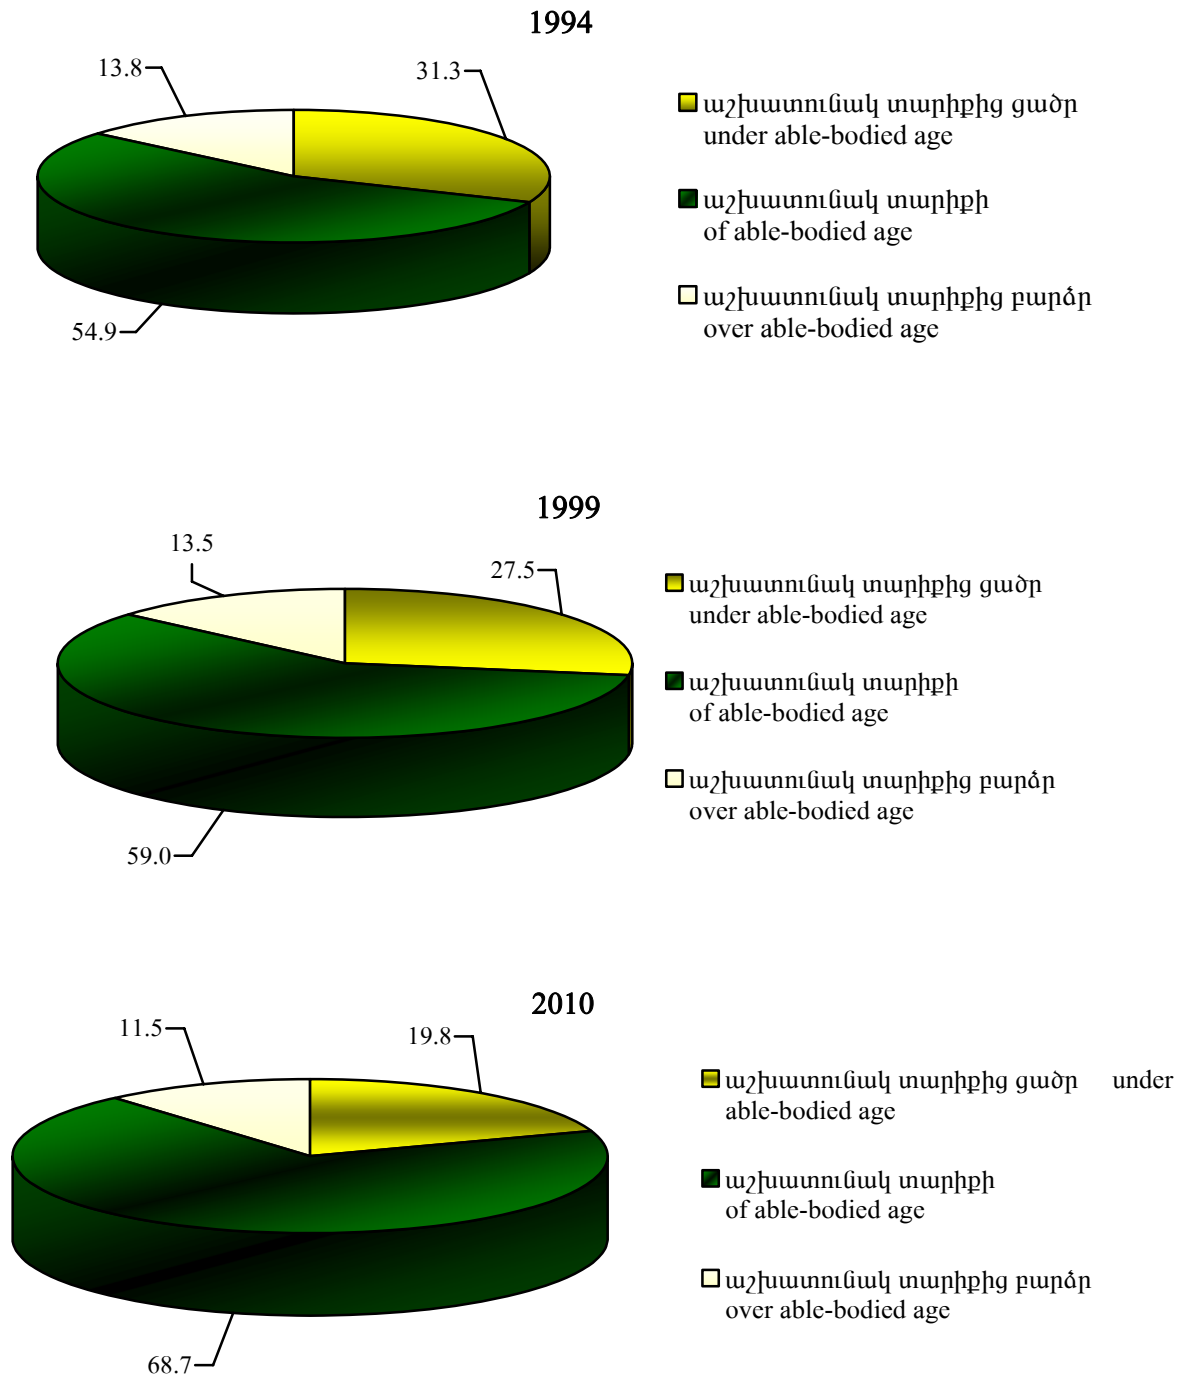 1994
13.8
31.3
54.9
աշխատունակ տարիքից ցածր
under able-bodied age
աշխատունակ տարիքի
of able-bodied age
աշխատունակ տարիքից բարձր
over able-bodied age
1999
13.5
27.5
59.0
աշխատունակ տարիքից ցածր
under able-bodied age
աշխատունակ տարիքի
of able-bodied age
աշխատունակ տարիքից բարձր
over able-bodied age
2010
11.5
19.8
68.7
աշխատունակ տարիքից ցածր under
able-bodied age
աշխատունակ տարիքի
of able-bodied age
աշխատունակ տարիքից բարձր
over able-bodied age